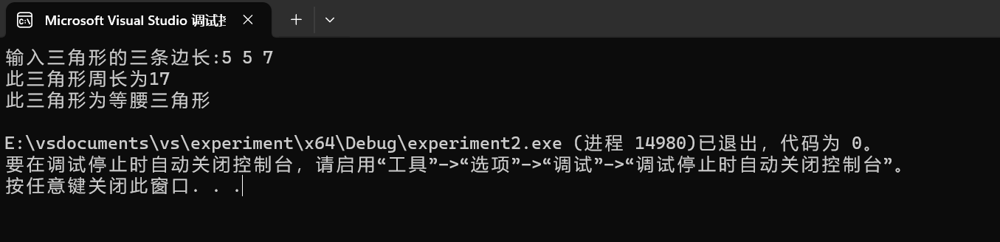 Microsoft Visual Studio 调试
输入三角形的三条边长:5 5 7
此三角形周长为17
此三角形为等腰三角形
E:\vsdocuments\vs\experiment\x64\Debug\experiment2.exe (进程 14980)已退出，代码为 0。
要在调试停止时自动关闭控制台，请启用“工具”->“选项”->“调试”->“调试停止时自动关闭控制台”。
按任意键关闭此窗口. . .